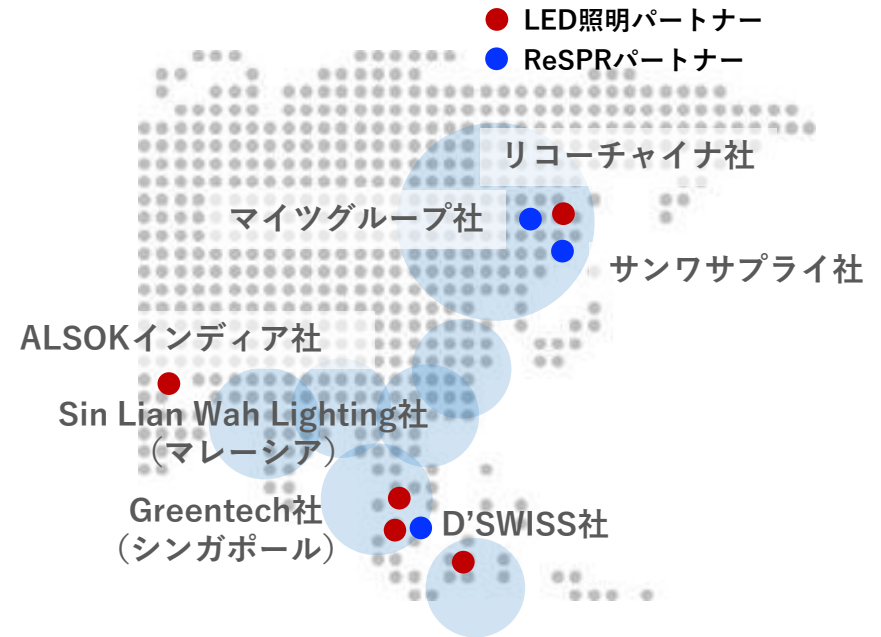 LED照明パートナー
ReSPRパートナー
リコーチャイナ社
マイツグループ社
サンワサプライ社
ALSOKインディア社
Sin Lian Wah Lighting社
（マレーシア）
Greentech社
（シンガポール）
D’SWISS社